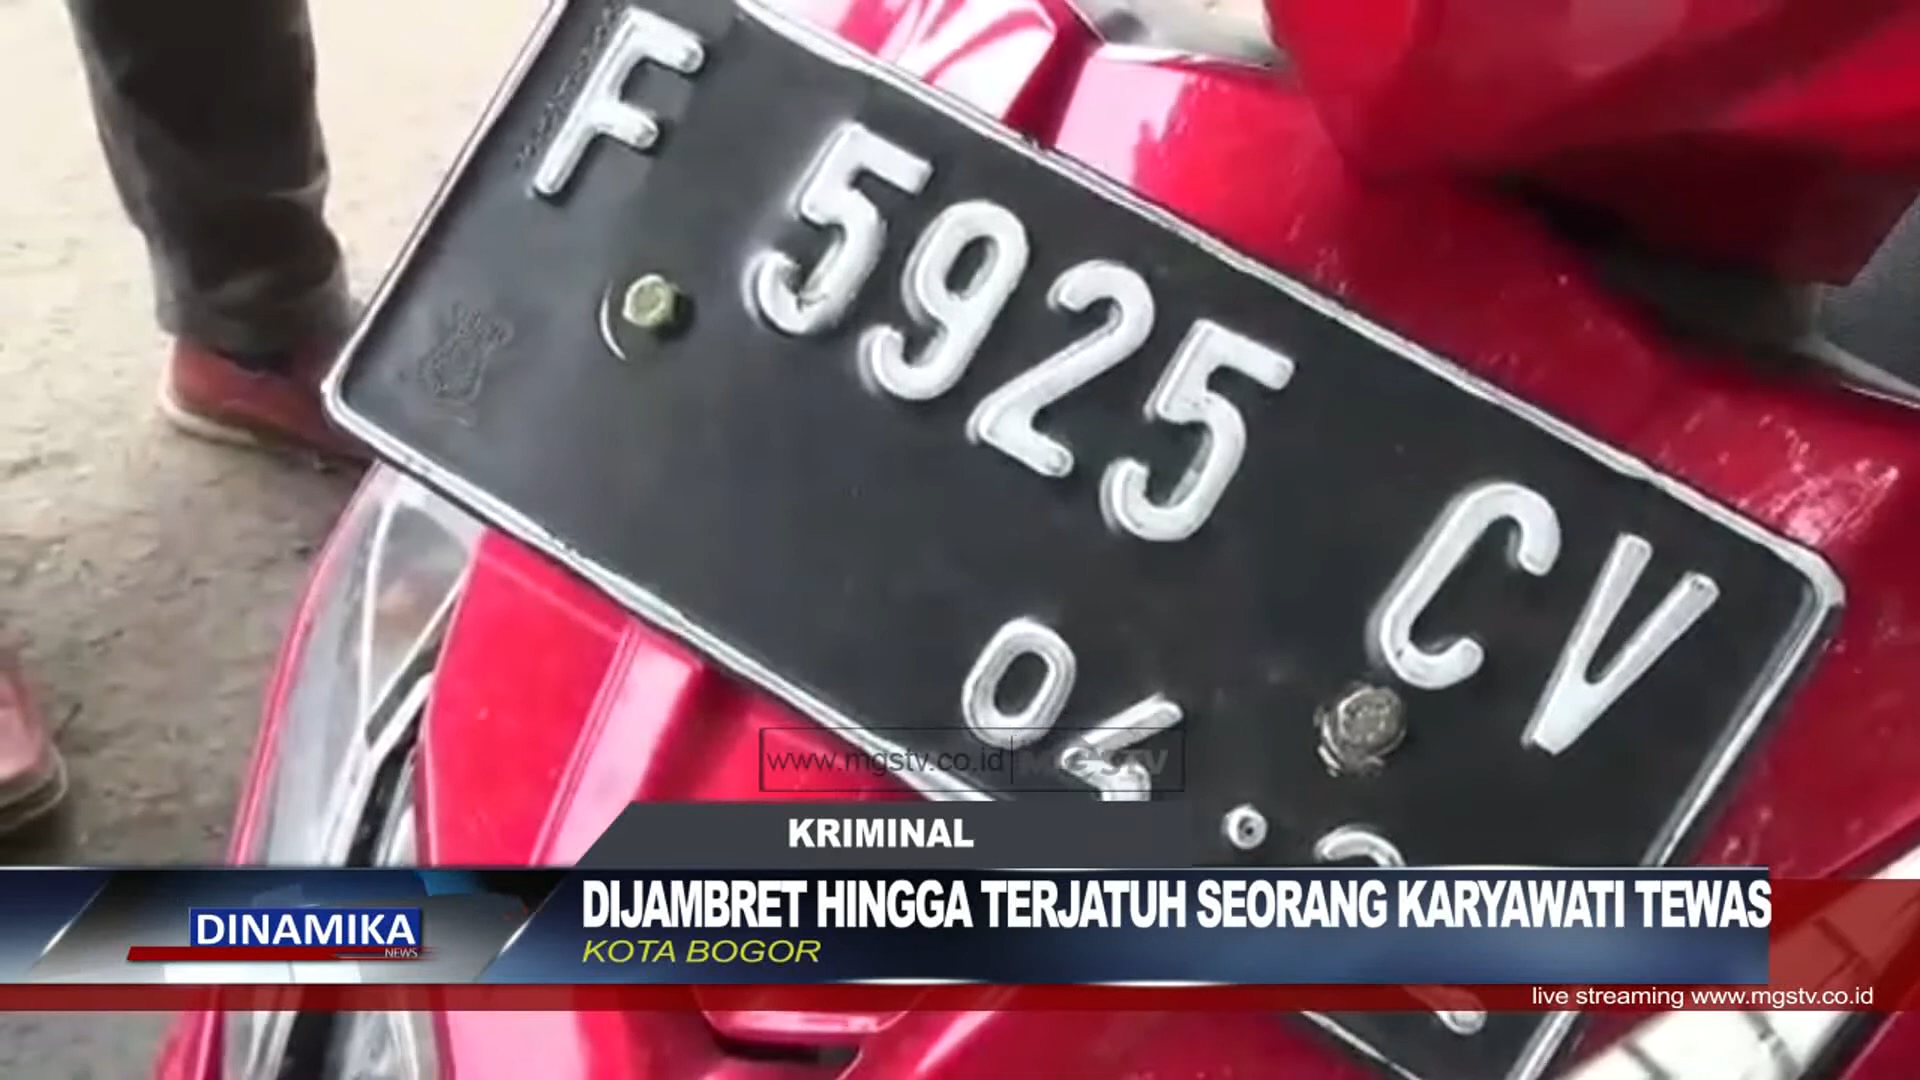 F 5925 CV
www.mgstv.co.id | MGSTV
KRIMINAL
DIJAMBRET HINGGA TERJATUH SEORANG KARYAWATI TEWAS
DINAMIKA
NEWS
KOTA BOGOR
live streaming www.mgstv.co.id